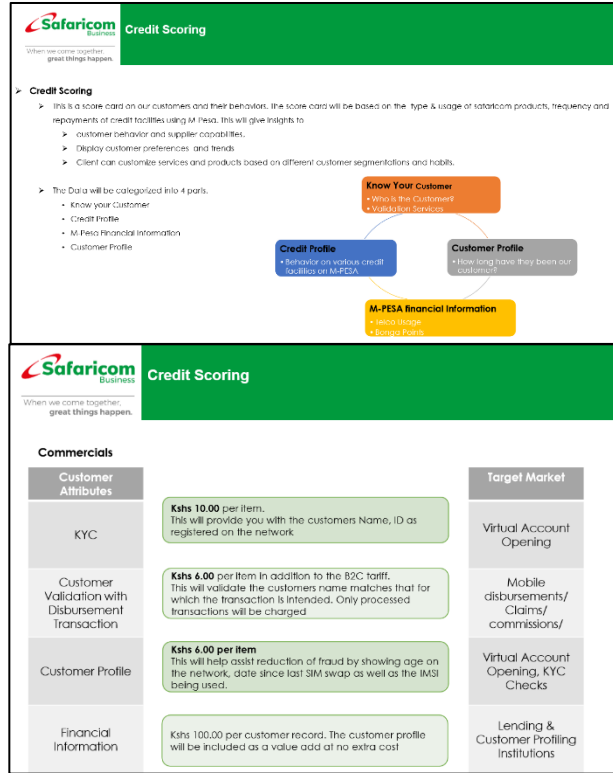 Safaricom
Business
Credit Scoring
When we come together,
great things happen.
➢ Credit Scoring
➢ This is a score card on our customers and their behaviors. The score card will be based on the type & usage of safaricom products, frequency and
repayments of credit facilities using M-Pesa. This will give insights to
➢ customer behavior and supplier capabilities.
➢ Display customer preferences and trends
➢ Client can customize services and products based on different customer segmentations and habits.
➢ The Data will be categorized into 4 parts.
• Know your Customer
• Credit Profile
• M-Pesa Financial Information
• Customer Profile
Know Your Customer
• Who is the Customer?
• Validation Services
Credit Profile
• Behavior on various credit
facilities on M-PESA
Customer Profile
• How long have they been our
customer?
M-PESA financial Information
• Telco Usage
• Bonga Points
Safaricom
Business
Credit Scoring
When we come together,
great things happen.
Commercials
Customer
Attributes
Target Market
KYC
Kshs 10.00 per item.
This will provide you with the customers Name, ID as
registered on the network
Virtual Account
Opening
Customer
Validation with
Disbursement
Transaction
Kshs 6.00 per item in addition to the B2C tariff.
This will validate the customers name matches that for
which the transaction is intended. Only processed
transactions will be charged
Mobile
disbursements/
Claims/
commissions/
Customer Profile
Kshs 6.00 per item
This will help assist reduction of fraud by showing age on
the network, date since last SIM swap as well as the IMSI
being used.
Virtual Account
Opening, KYC
Checks
Financial
Information
Kshs 100.00 per customer record. The customer profile
will be included as a value add at no extra cost
Lending &
Customer Profiling
Institutions